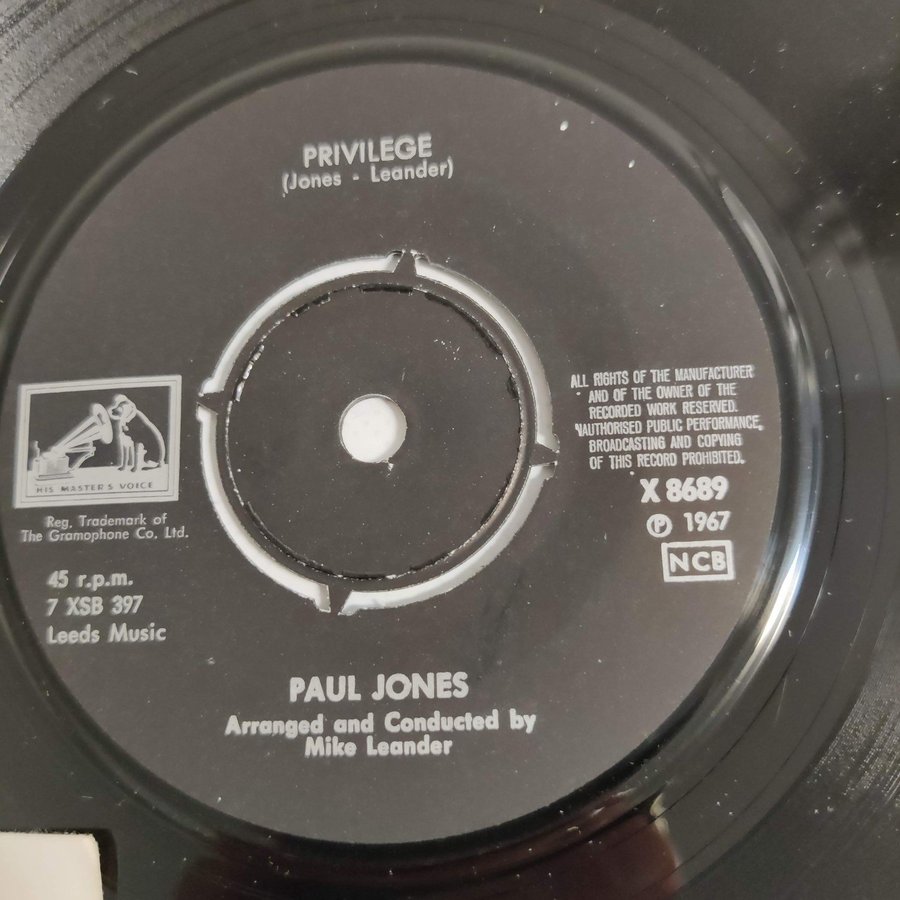 PRIVILEGE
(Jones - Leander)
HIS MASTER'S VOICE
Reg. Trademark of
The Gramophone Co. Ltd.
45 r.p.m.
7 XSB 397
Leeds Music
ALL RIGHTS OF THE MANUFACTURER
AND OF THE OWNER OF THE
RECORDED WORK RESERVED.
UNAUTHORISED PUBLIC PERFORMANCE,
BROADCASTING AND COPYING
OF THIS RECORD PROHIBITED.
X 8689
℗ 1967
NCB
PAUL JONES
Arranged and Conducted by
Mike Leander